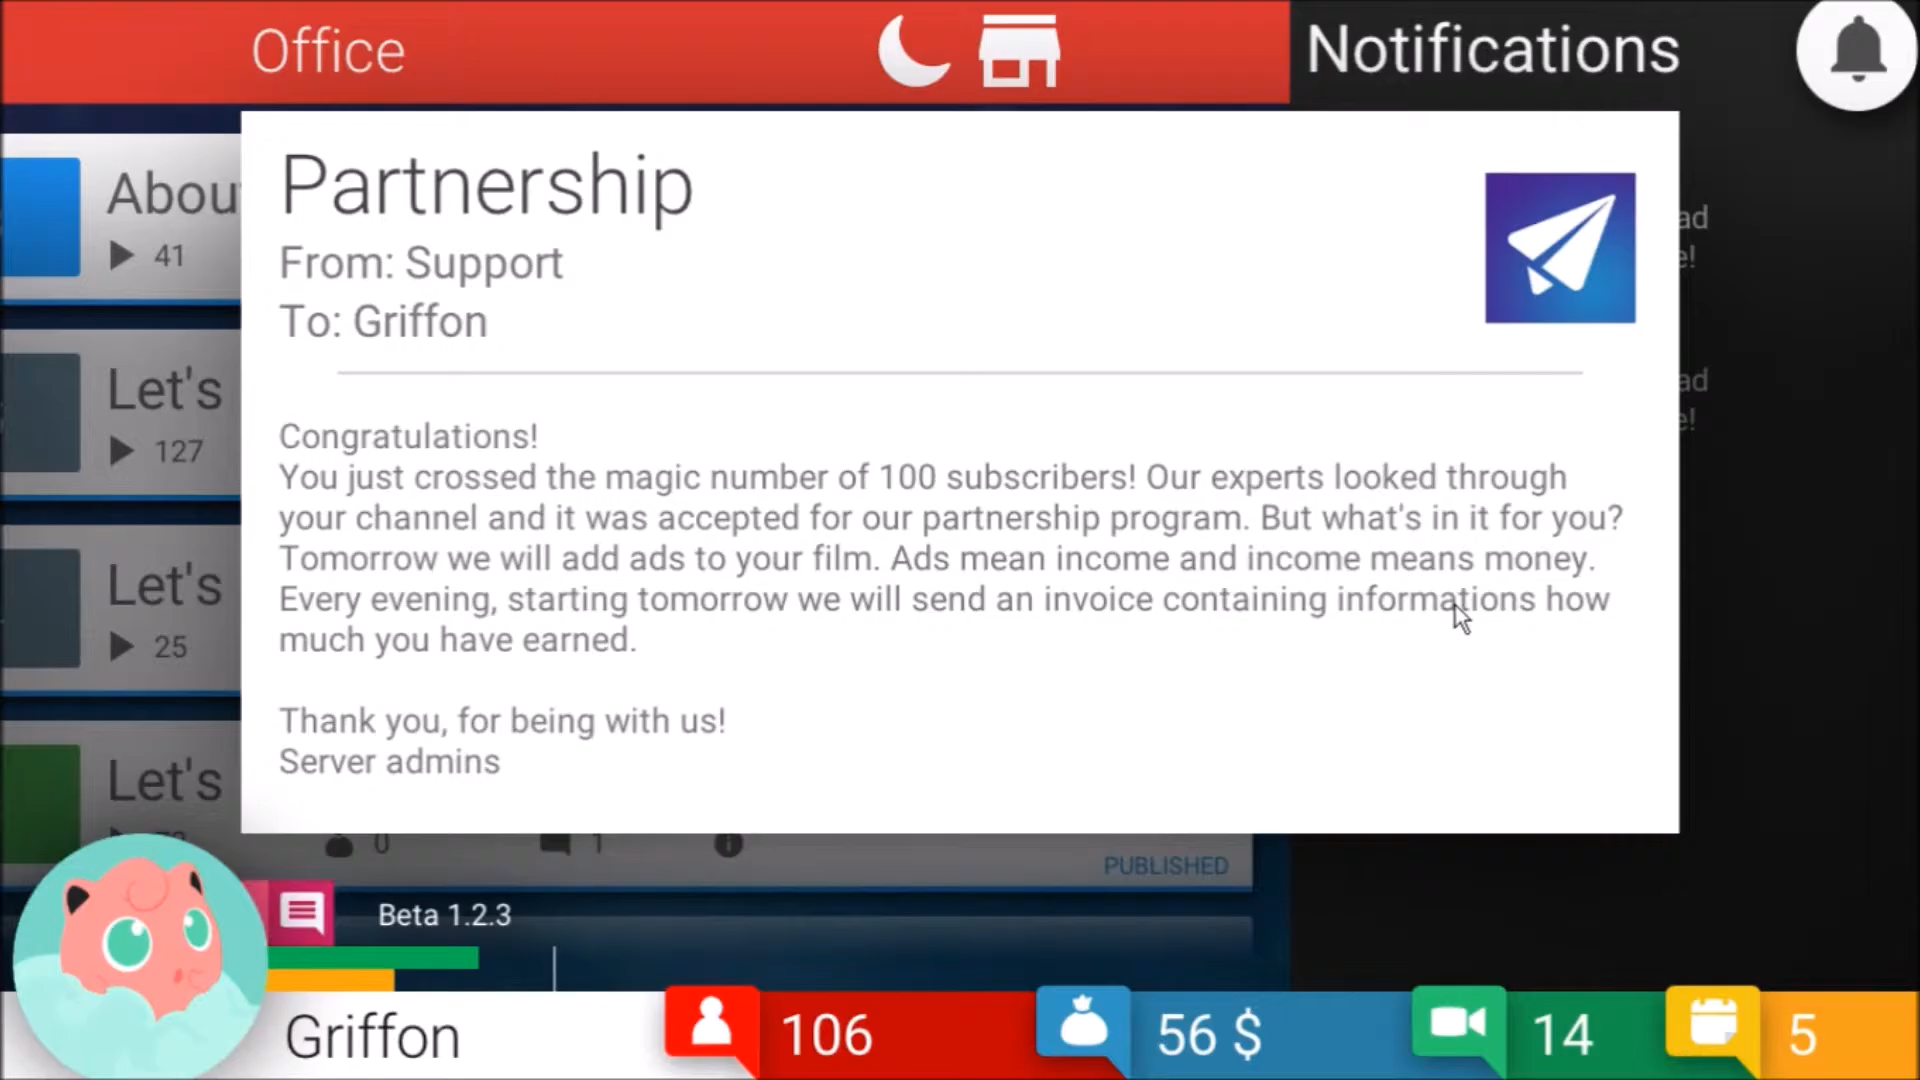 Office
Notifications
Partnership
From: Support
To: Griffon
Congratulations!
You just crossed the magic number of 100 subscribers! Our experts looked through
your channel and it was accepted for our partnership program. But what's in it for you?
Tomorrow we will add ads to your film. Ads mean income and income means money.
Every evening, starting tomorrow we will send an invoice containing informations how
much you have earned.
Thank you, for being with us!
Server admins
Abou
41
Let's
127
Let's
25
Let's
0
1
PUBLISHED
ad
e!
ad
e!
Beta 1.2.3
Griffon
106
56 $
14
5